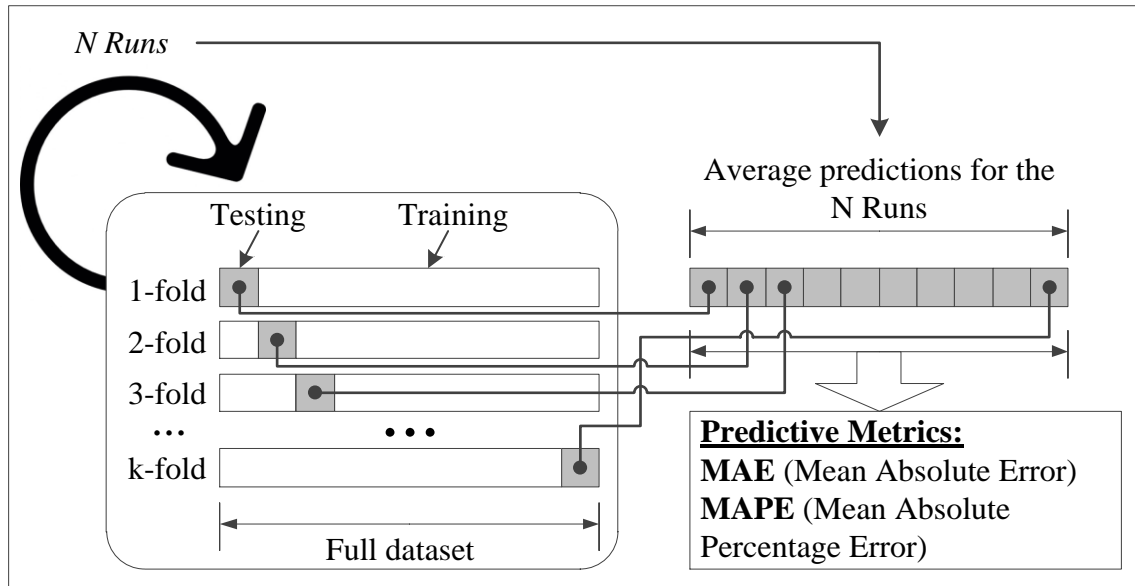 N Runs
Average predictions for the
N Runs
Testing
Training
1-fold
2-fold
3-fold
...
...
k-fold
Full dataset
Predictive Metrics:
MAE (Mean Absolute Error)
MAPE (Mean Absolute
Percentage Error)